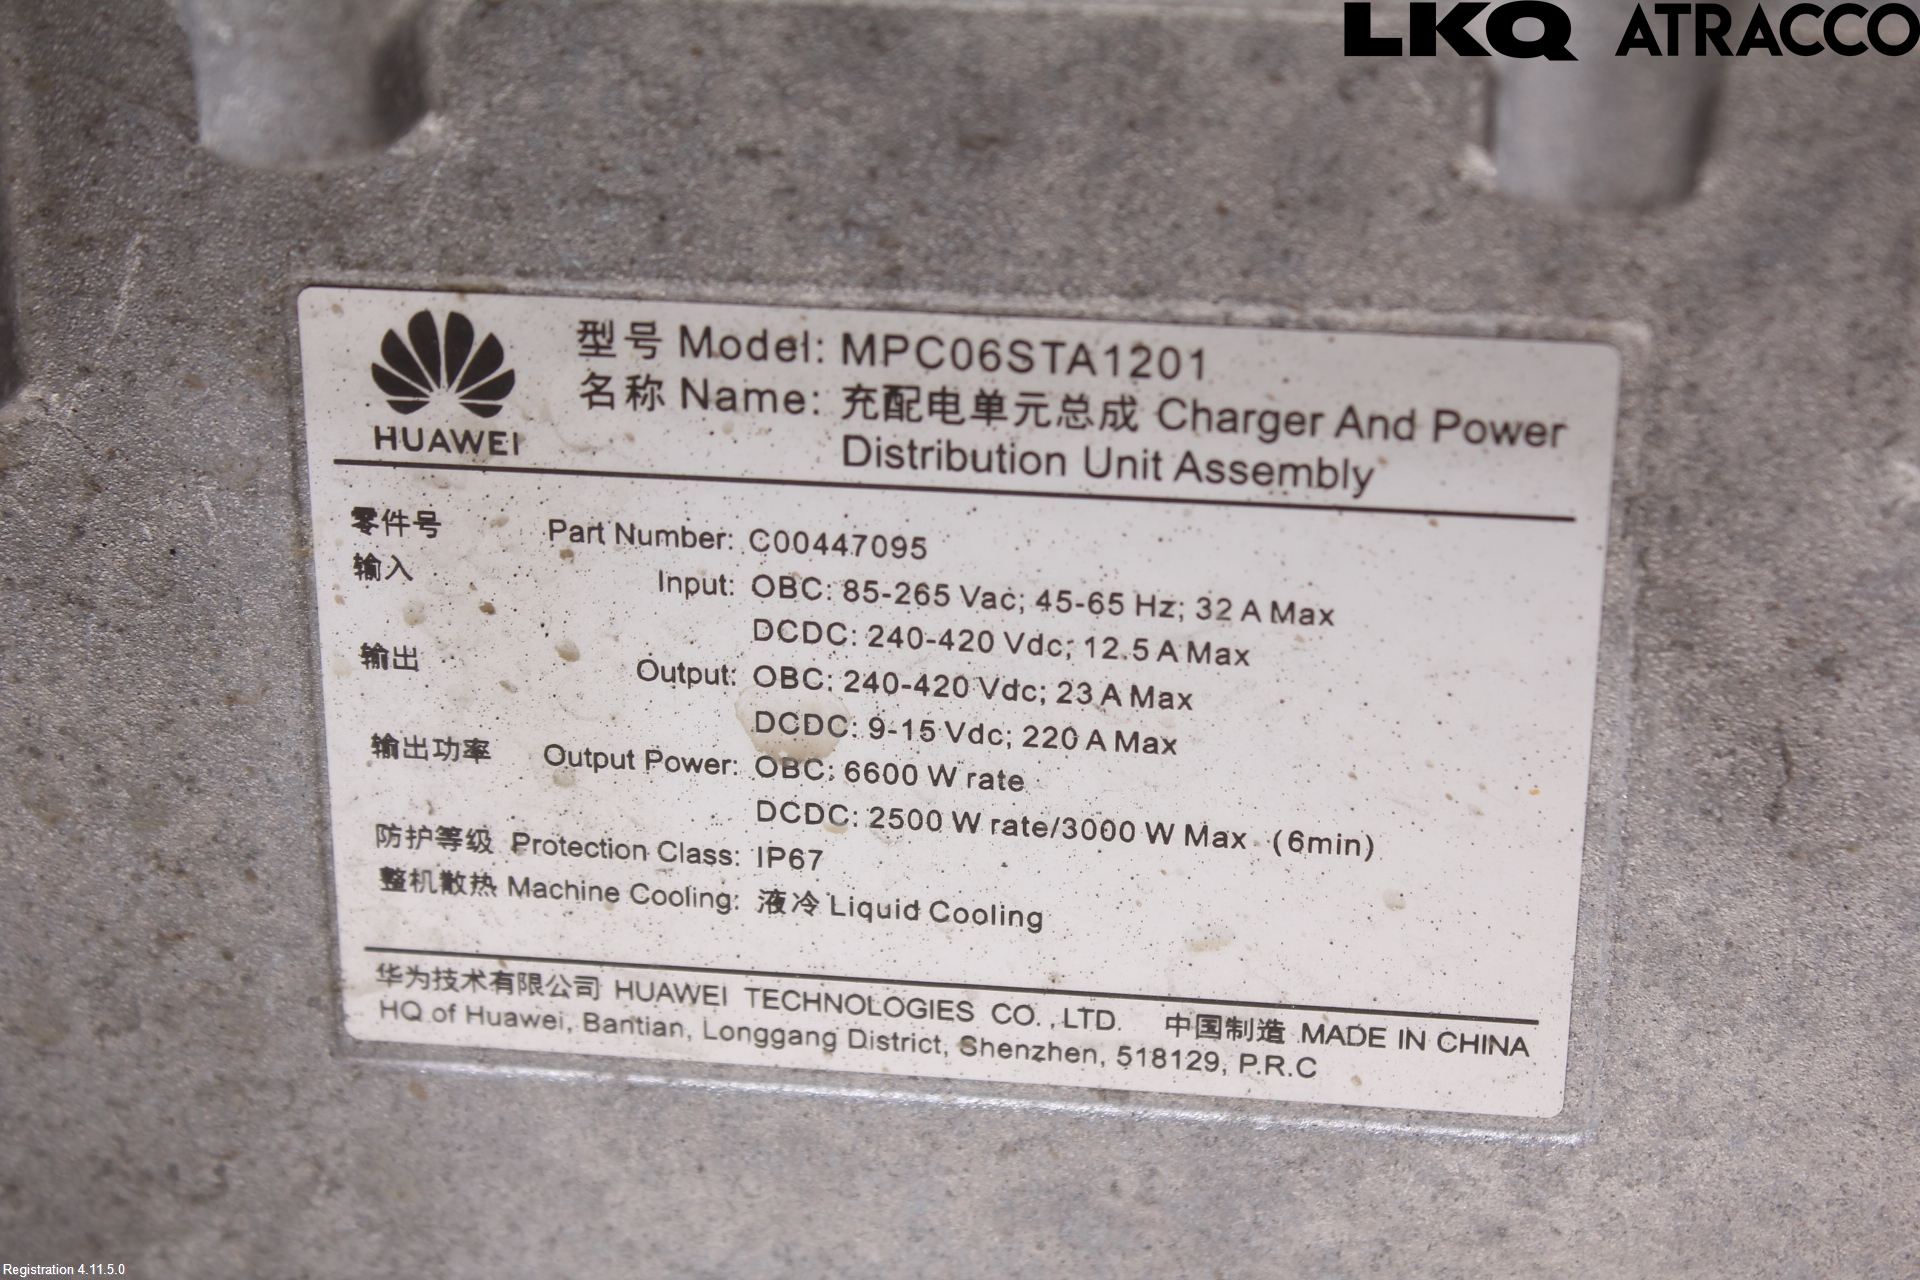 LKQ ATRACCO
HUAWEI
型号 Model: MPC06STA1201
名称 Name: 充配电单元总成 Charger And Power
Distribution Unit Assembly
零件号 Part Number: C00447095
输入 Input: OBC: 85-265 Vac; 45-65 Hz; 32 A Max
DCDC: 240-420 Vdc; 12.5 A Max
输出 Output: OBC: 240-420 Vdc; 23 A Max
DCDC: 9-15 Vdc; 220 A Max
输出功率 Output Power: OBC: 6600 W rate
DCDC: 2500 W rate/3000 W Max (6min)
防护等级 Protection Class: IP67
整机散热 Machine Cooling: 液冷 Liquid Cooling
华为技术有限公司 HUAWEI TECHNOLOGIES CO.,LTD. 中国制造 MADE IN CHINA
HQ of Huawei, Bantian, Longgang District, Shenzhen, 518129, P.R.C
Registration 4.11.5.0